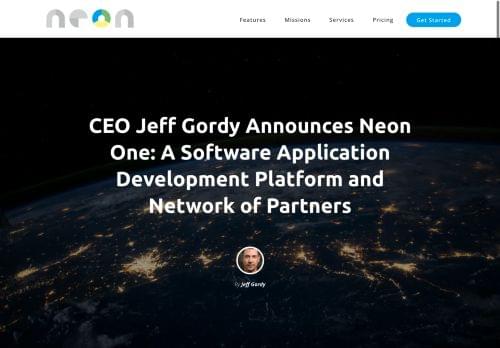 neon
Features Missions Services Pricing Get Started
CEO Jeff Gordy Announces Neon
One: A Software Application
Development Platform and
Network of Partners
By Jeff Gordy